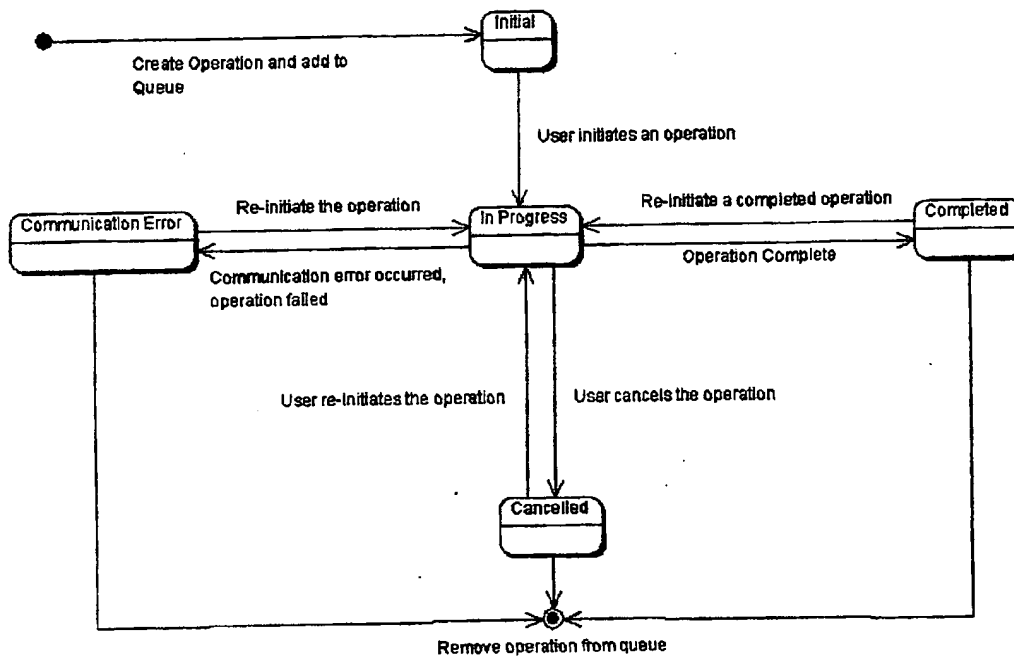 Initial
Create Operation and add to
Queue
User initiates an operation
Communication Error
Re-initiate the operation
In Progress
Re-initiate a completed operation
Completed
Communication error occurred,
operation failed
Operation Complete
User re-initiates the operation
User cancels the operation
Cancelled
Remove operation from queue